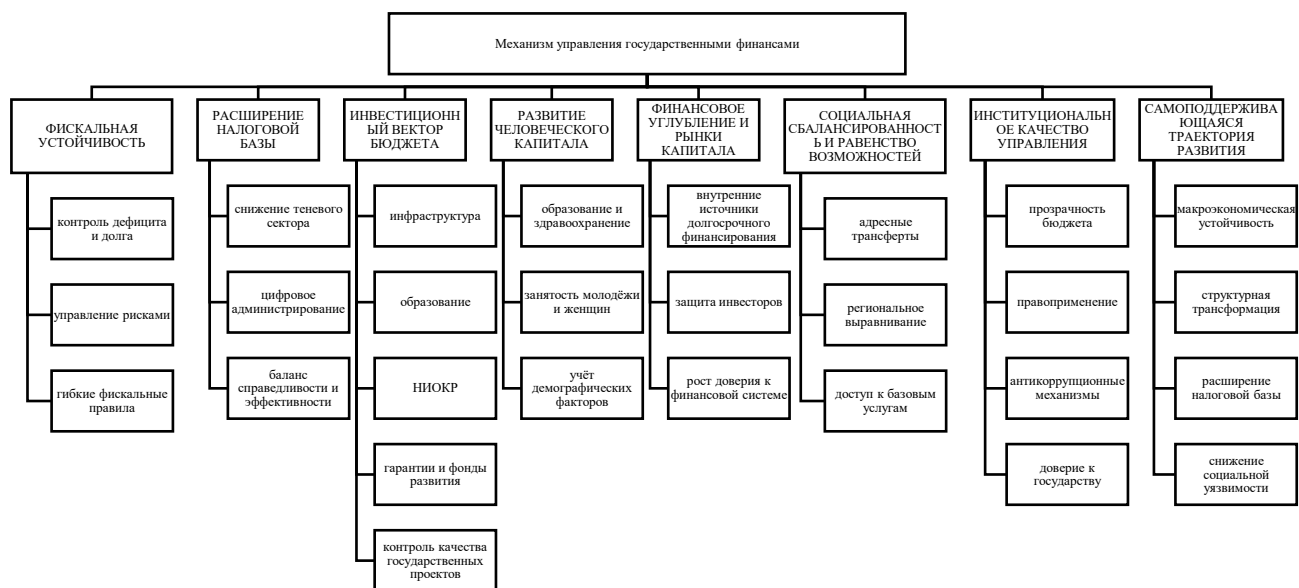 Механизм управления государственными финансами
ФИСКАЛЬНАЯ
УСТОЙЧИВОСТЬ
контроль дефицита
и долга
управление рисками
гибкие фискальные
правила
РАСШИРЕНИЕ
НАЛОГОВОЙ
БАЗЫ
снижение теневого
сектора
цифровое
администрирование
баланс
справедливости и
эффективности
ИНВЕСТИЦИОНН
ЫЙ ВЕКТОР
БЮДЖЕТА
инфраструктура
образование
НИОКР
гарантии и фонды
развития
контроль качества
государственных
проектов
РАЗВИТИЕ
ЧЕЛОВЕЧЕСКОГО
КАПИТАЛА
образование и
здравоохранение
занятость молодёжи
и женщин
учёт
демографических
факторов
ФИНАНСОВОЕ
УГЛУБЛЕНИЕ И
РЫНКИ
КАПИТАЛА
внутренние
источники
долгосрочного
финансирования
защита инвесторов
рост доверия к
финансовой системе
СОЦИАЛЬНАЯ
СБАЛАНСИРОВАННОСТ
Ь И РАВЕНСТВО
ВОЗМОЖНОСТЕЙ
адресные
трансферты
региональное
выравнивание
доступ к базовым
услугам
ИНСТИТУЦИОНАЛЬН
ОЕ КАЧЕСТВО
УПРАВЛЕНИЯ
прозрачность
бюджета
правоприменение
антикоррупционные
механизмы
доверие к
государству
САМОПОДДЕРЖИВА
ЮЩАЯСЯ
ТРАЕКТОРИЯ
РАЗВИТИЯ
макроэкономическая
устойчивость
структурная
трансформация
расширение
налоговой базы
снижение
социальной
уязвимости